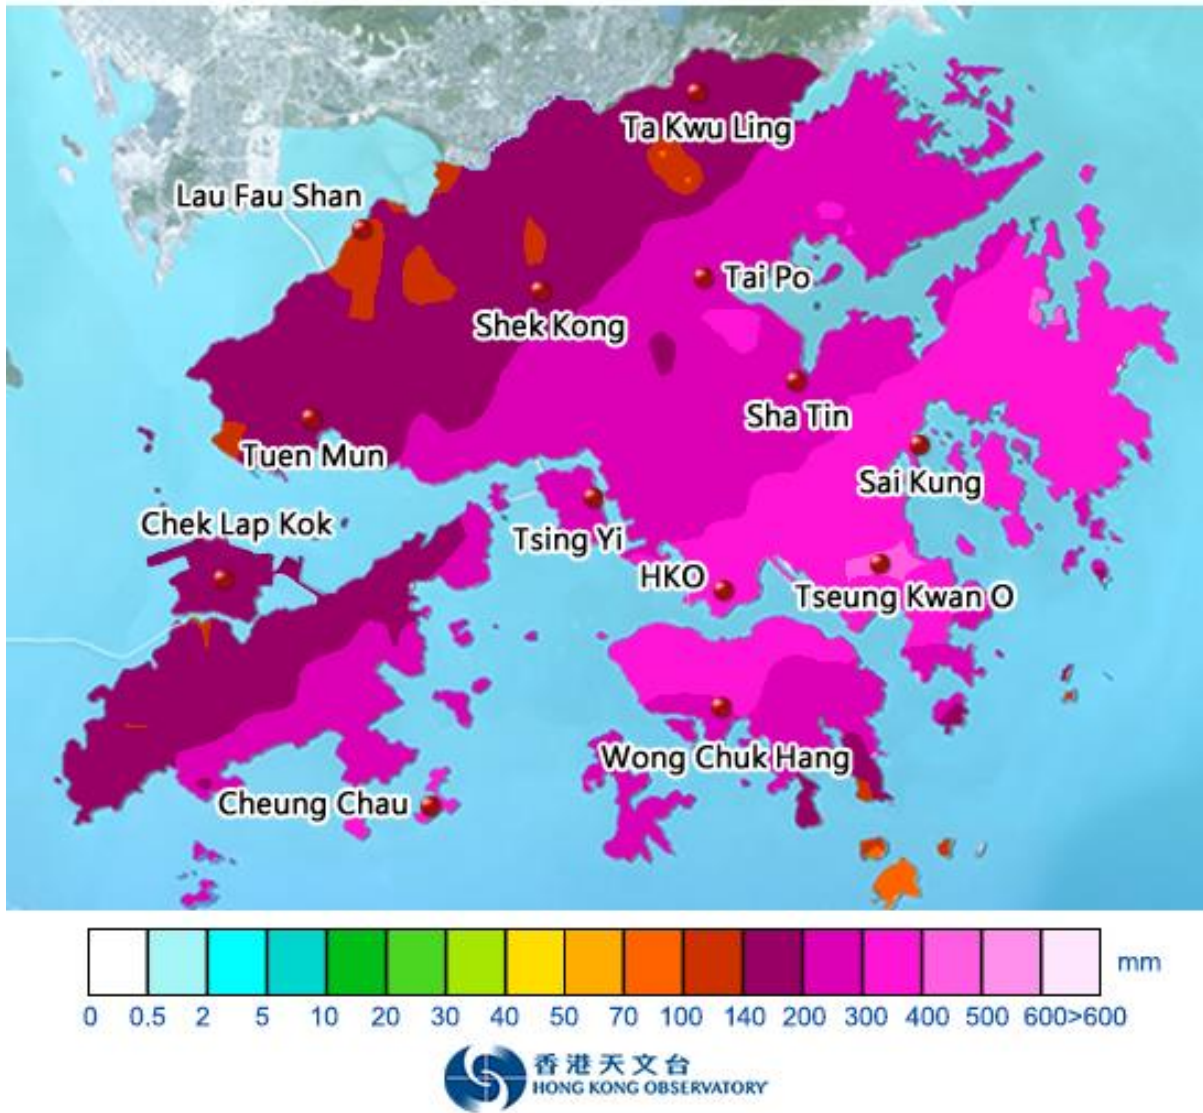 Ta Kwu Ling
Lau Fau Shan
Tai Po
Shek Kong
Sha Tin
Tuen Mun
Sai Kung
Chek Lap Kok
Tsing Yi
HKO
Tseung Kwan O
Wong Chuk Hang
Cheung Chau
mm
0 0.5 2 5 10 20 30 40 50 70 100 140 200 300 400 500 600>600
香港天文台
HONG KONG OBSERVATORY